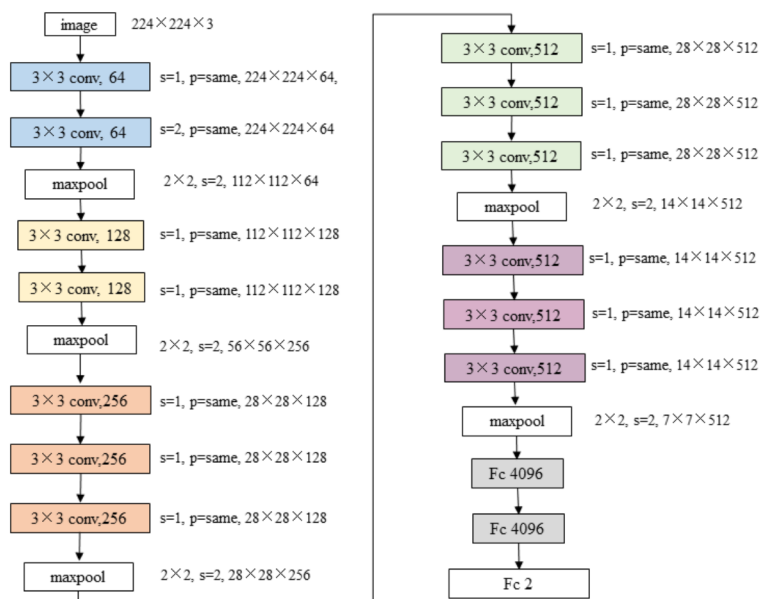 image 224×224×3
3×3 conv, 64 s=1, p=same, 224×224×64,
3×3 conv, 64 s=2, p=same, 224×224×64
maxpool 2×2, s=2, 112×112×64
3×3 conv, 128 s=1, p=same, 112×112×128
3×3 conv, 128 s=1, p=same, 112×112×128
maxpool 2×2, s=2, 56×56×256
3×3 conv,256 s=1, p=same, 28×28×128
3×3 conv,256 s=1, p=same, 28×28×128
3×3 conv,256 s=1, p=same, 28×28×128
maxpool 2×2, s=2, 28×28×256
3×3 conv,512 s=1, p=same, 28×28×512
3×3 conv,512 s=1, p=same, 28×28×512
3×3 conv,512 s=1, p=same, 28×28×512
maxpool 2×2, s=2, 14×14×512
3×3 conv,512 s=1, p=same, 14×14×512
3×3 conv,512 s=1, p=same, 14×14×512
3×3 conv,512 s=1, p=same, 14×14×512
maxpool 2×2, s=2, 7×7×512
Fc 4096
Fc 4096
Fc 2